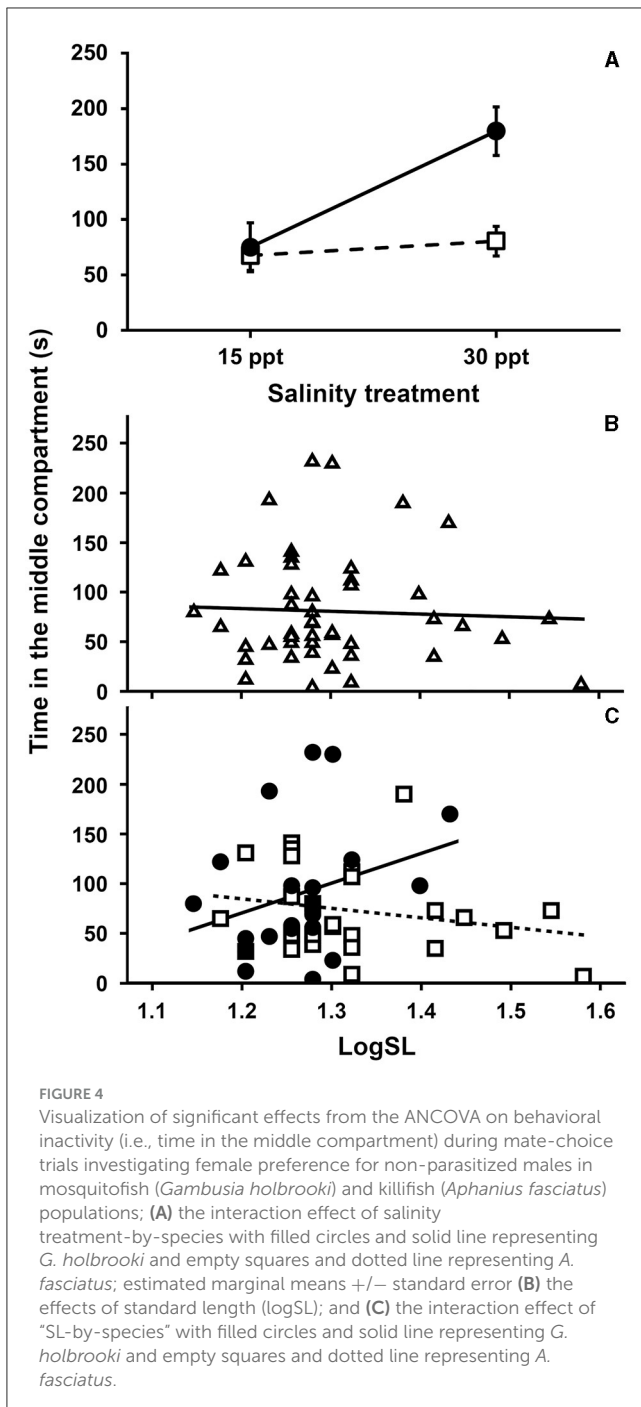 250
A
200
150
100
50
0
15 ppt
30 ppt
Salinity treatment
Time in the middle compartment (s)
250
B
200
150
100
50
0
250
C
200
150
100
50
0
1.1 1.2 1.3 1.4 1.5 1.6
LogSL
FIGURE 4
Visualization of significant effects from the ANCOVA on behavioral
inactivity (i.e., time in the middle compartment) during mate-choice
trials investigating female preference for non-parasitized males in
mosquitofish (Gambusia holbrooki) and killifish (Aphanius fasciatus)
populations; (A) the interaction effect of salinity
treatment-by-species with filled circles and solid line representing
G. holbrooki and empty squares and dotted line representing A.
fasciatus; estimated marginal means +/− standard error (B) the
effects of standard length (logSL); and (C) the interaction effect of
“SL-by-species” with filled circles and solid line representing G.
holbrooki and empty squares and dotted line representing A.
fasciatus.